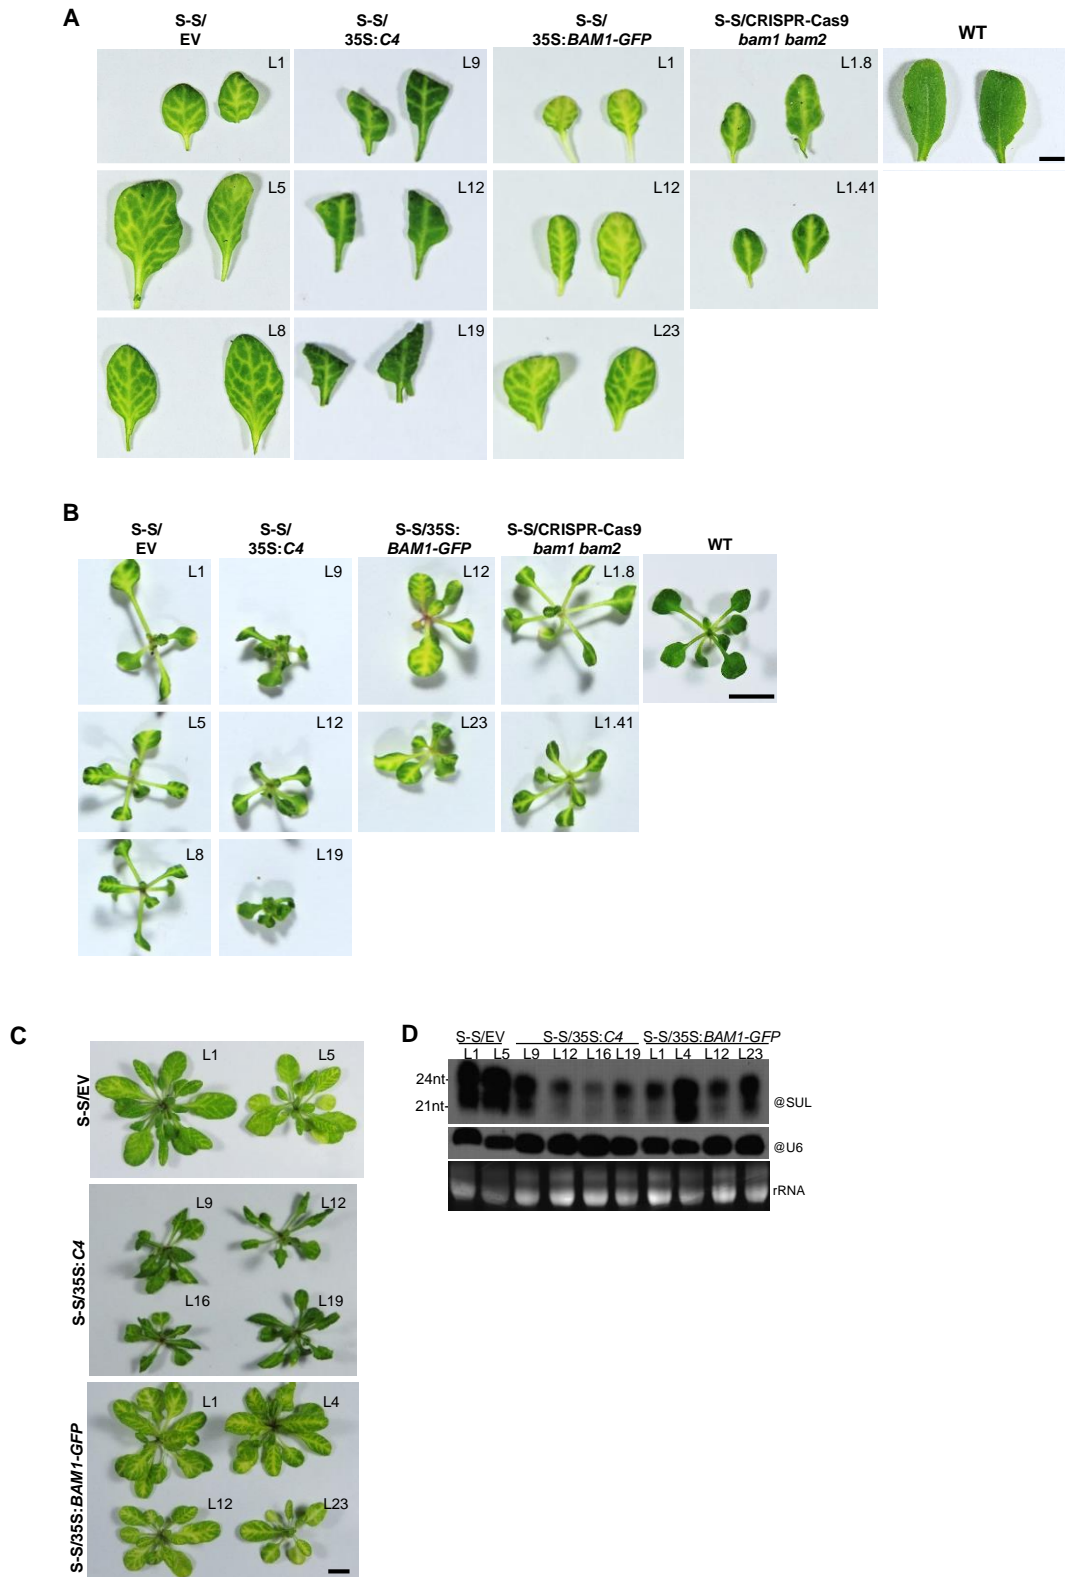 A
S-S/
EV
S-S/
35S:C4
S-S/
35S:BAM1-GFP
S-S/CRISPR-Cas9
bam1 bam2
WT
L1
L9
L1
L1.8
L5
L12
L12
L1.41
L8
L19
L23
B
S-S/
EV
S-S/
35S:C4
S-S/35S:
BAM1-GFP
S-S/CRISPR-Cas9
bam1 bam2
WT
L1
L9
L12
L1.8
L5
L12
L23
L1.41
L8
L19
C
S-S/EV
L1
L5
S-S/35S:C4
L9
L12
L16
L19
S-S/35S:BAM1-GFP
L1
L4
L12
L23
D
S-S/EV
S-S/35S:C4
S-S/35S:BAM1-GFP
L1 L5 L9 L12 L16 L19 L1 L4 L12 L23
24nt-
21nt-
@SUL
@U6
rRNA